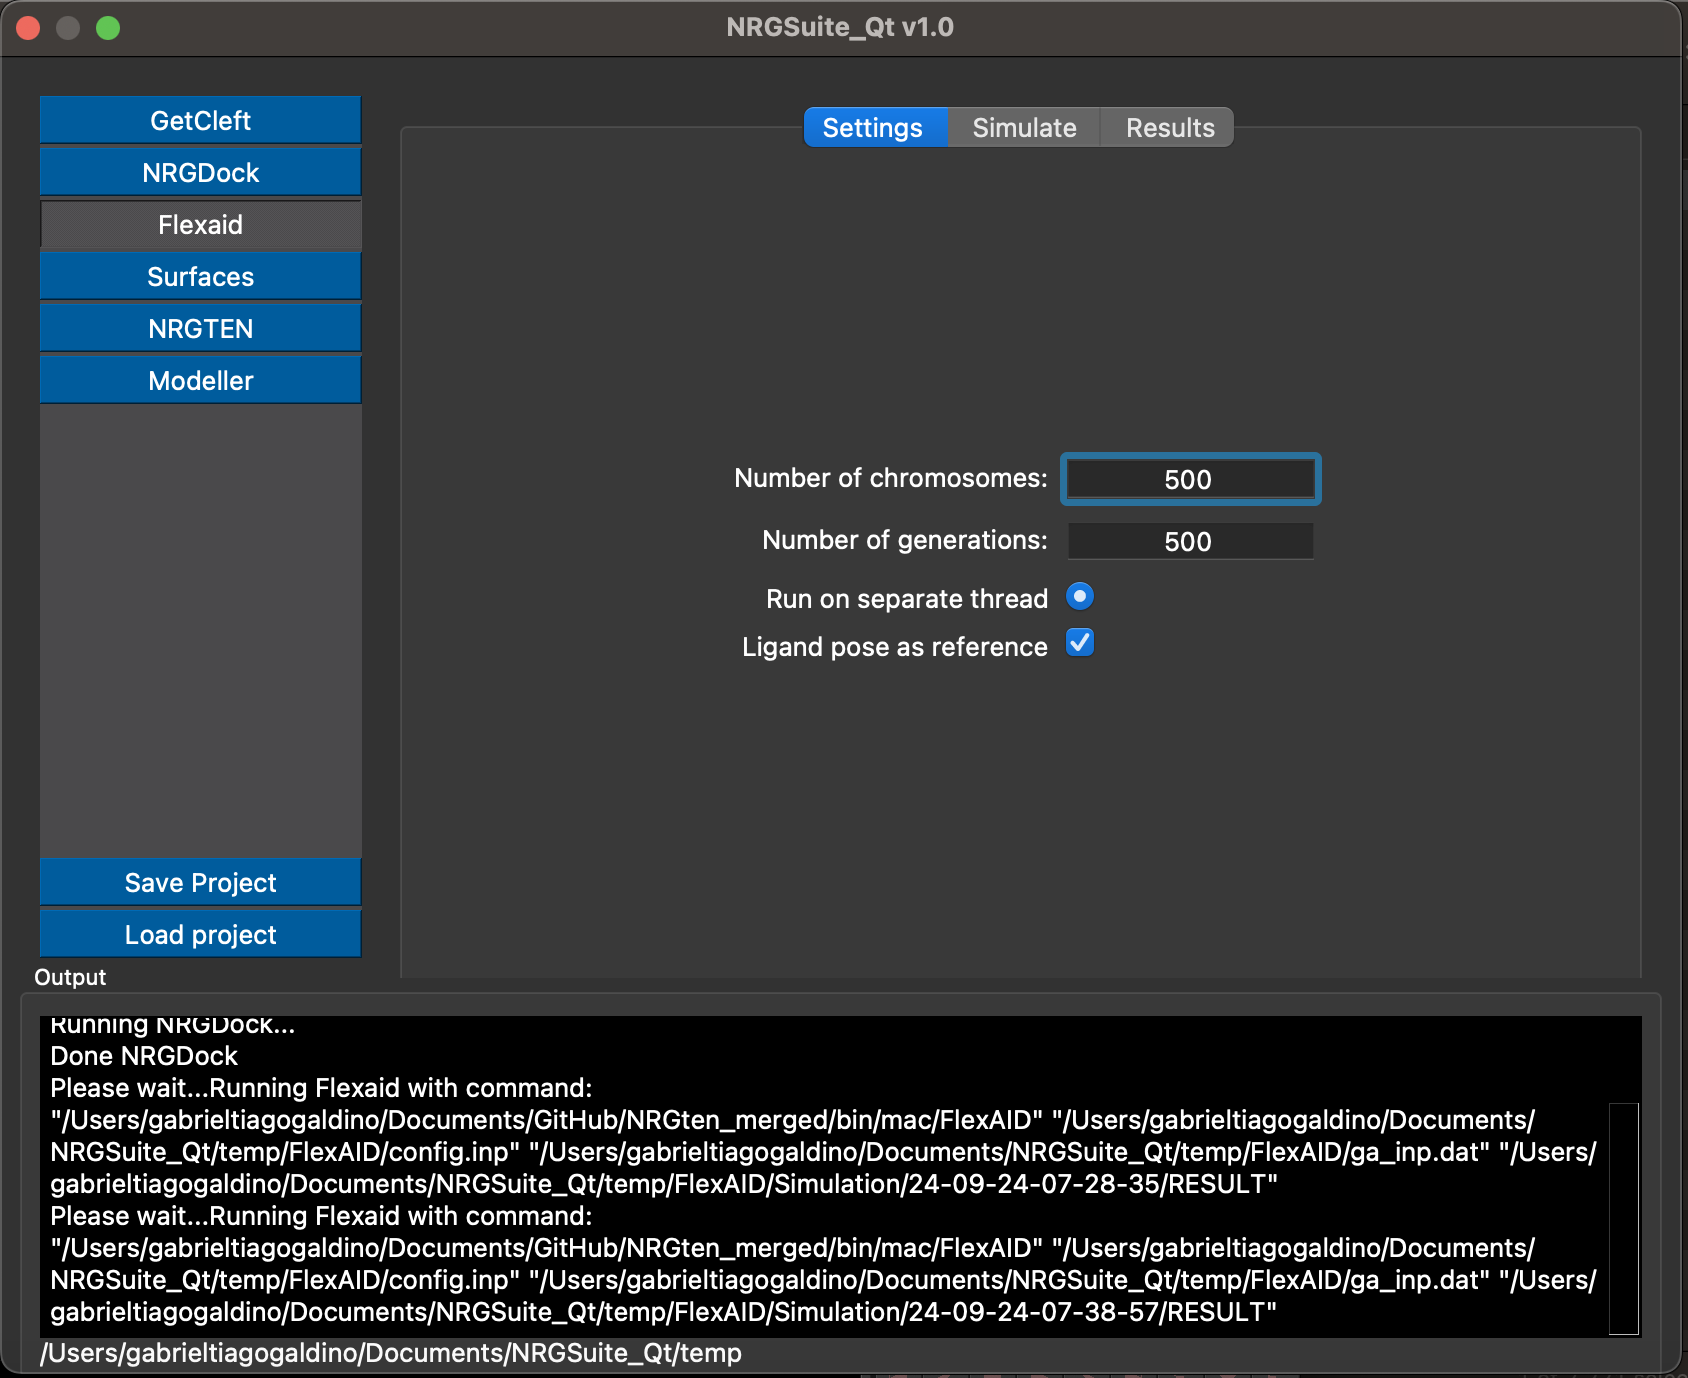 NRGSuite_Qt v1.0
GetCleft
NRGDock
Flexaid
Surfaces
NRGTEN
Modeller
Save Project
Load project
Settings
Simulate
Results
Number of chromosomes: 500
Number of generations: 500
Run on separate thread
Ligand pose as reference
Output
Running NRGDock...
Done NRGDock
Please wait...Running Flexaid with command:
"/Users/gabrieltiagogaldino/Documents/GitHub/NRGten_merged/bin/mac/FlexAID" "/Users/gabrieltiagogaldino/Documents/
NRGSuite_Qt/temp/FlexAID/config.inp" "/Users/gabrieltiagogaldino/Documents/NRGSuite_Qt/temp/FlexAID/ga_inp.dat" "/Users/
gabrieltiagogaldino/Documents/NRGSuite_Qt/temp/FlexAID/Simulation/24-09-24-07-28-35/RESULT"
Please wait...Running Flexaid with command:
"/Users/gabrieltiagogaldino/Documents/GitHub/NRGten_merged/bin/mac/FlexAID" "/Users/gabrieltiagogaldino/Documents/
NRGSuite_Qt/temp/FlexAID/config.inp" "/Users/gabrieltiagogaldino/Documents/NRGSuite_Qt/temp/FlexAID/ga_inp.dat" "/Users/
gabrieltiagogaldino/Documents/NRGSuite_Qt/temp/FlexAID/Simulation/24-09-24-07-38-57/RESULT"
/Users/gabrieltiagogaldino/Documents/NRGSuite_Qt/temp